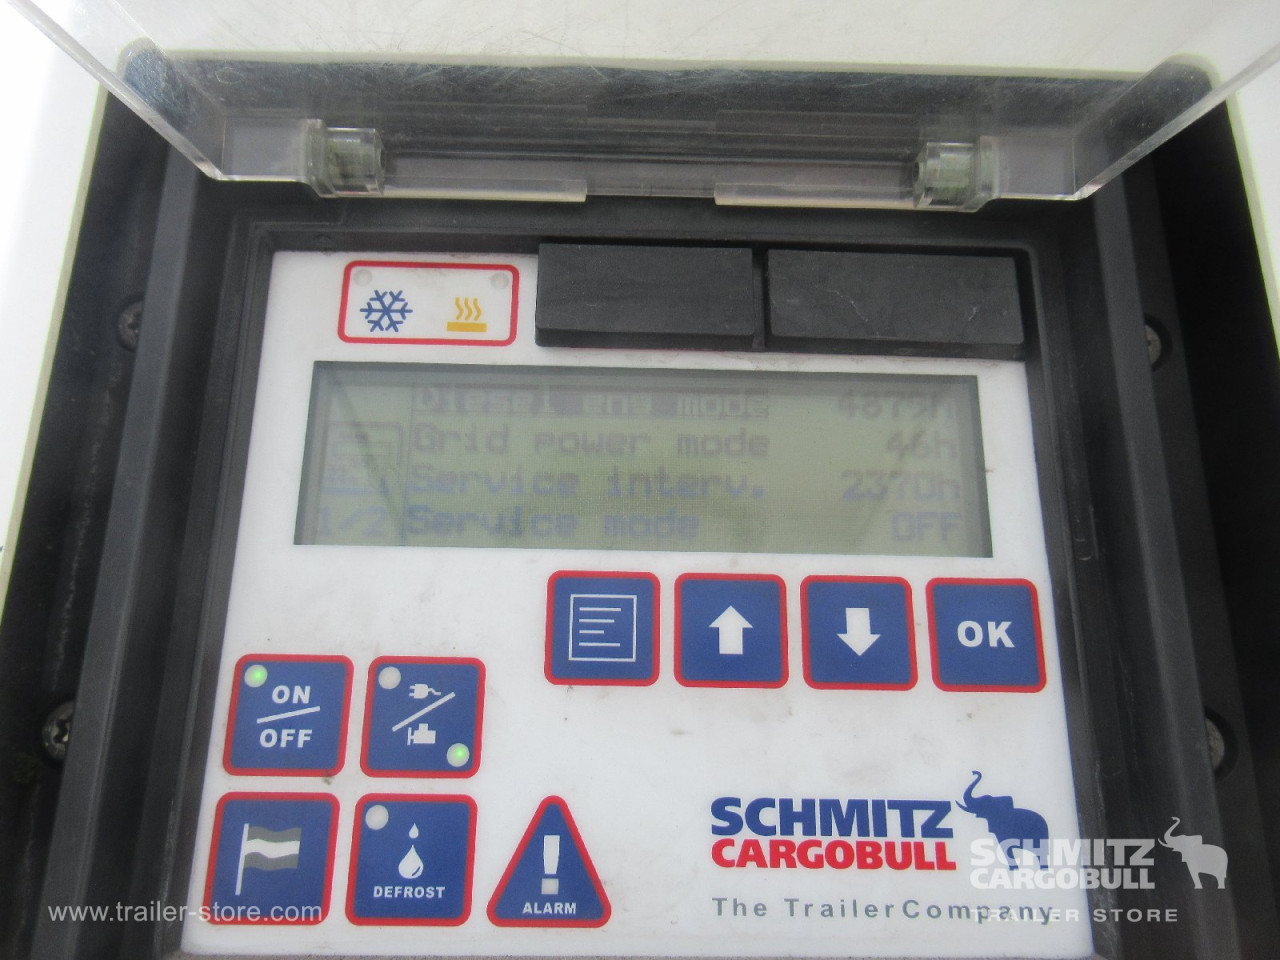 Diesel eng mode 4879h
Grid power mode 46h
Service interv. 2370h
1/2 Service mode OFF
OK
ON
OFF
DEFROST
ALARM
SCHMITZ
CARGOBULL
The TrailerCompany
SCHMITZ
CARGOBULL
TRAILER STORE
www.trailer-store.com